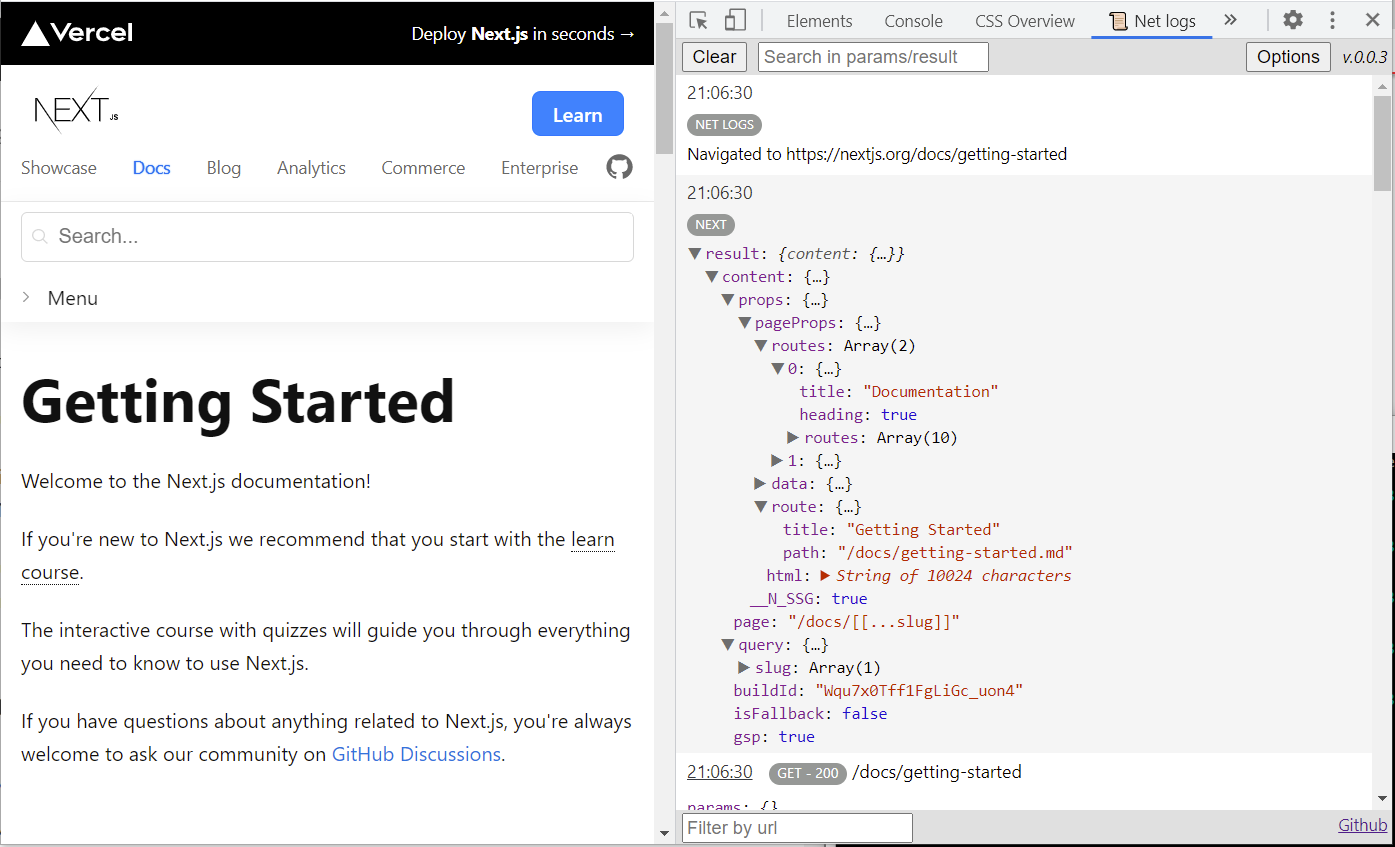 Vercel
Deploy Next.js in seconds →
NEXT.JS
Learn
Showcase Docs Blog Analytics Commerce Enterprise
Search...
Menu
Getting Started
Welcome to the Next.js documentation!
If you're new to Next.js we recommend that you start with the learn
course.
The interactive course with quizzes will guide you through everything
you need to know to use Next.js.
If you have questions about anything related to Next.js, you're always
welcome to ask our community on GitHub Discussions.
Elements Console CSS Overview Net logs
Clear Search in params/result Options v.0.0.3
21:06:30
NET LOGS
Navigated to https://nextjs.org/docs/getting-started
21:06:30
NEXT
result: {content: {…}}
content: {…}
props: {…}
pageProps: {…}
routes: Array(2)
0: {…}
title: "Documentation"
heading: true
routes: Array(10)
1: {…}
data: {…}
route: {…}
title: "Getting Started"
path: "/docs/getting-started.md"
html: String of 10024 characters
__N_SSG: true
page: "/docs/[[...slug]]"
query: {…}
slug: Array(1)
buildId: "Wqu7x0Tff1FgLiGc_uon4"
isFallback: false
gsp: true
21:06:30 GET - 200 /docs/getting-started
params: {}
Filter by url
Github